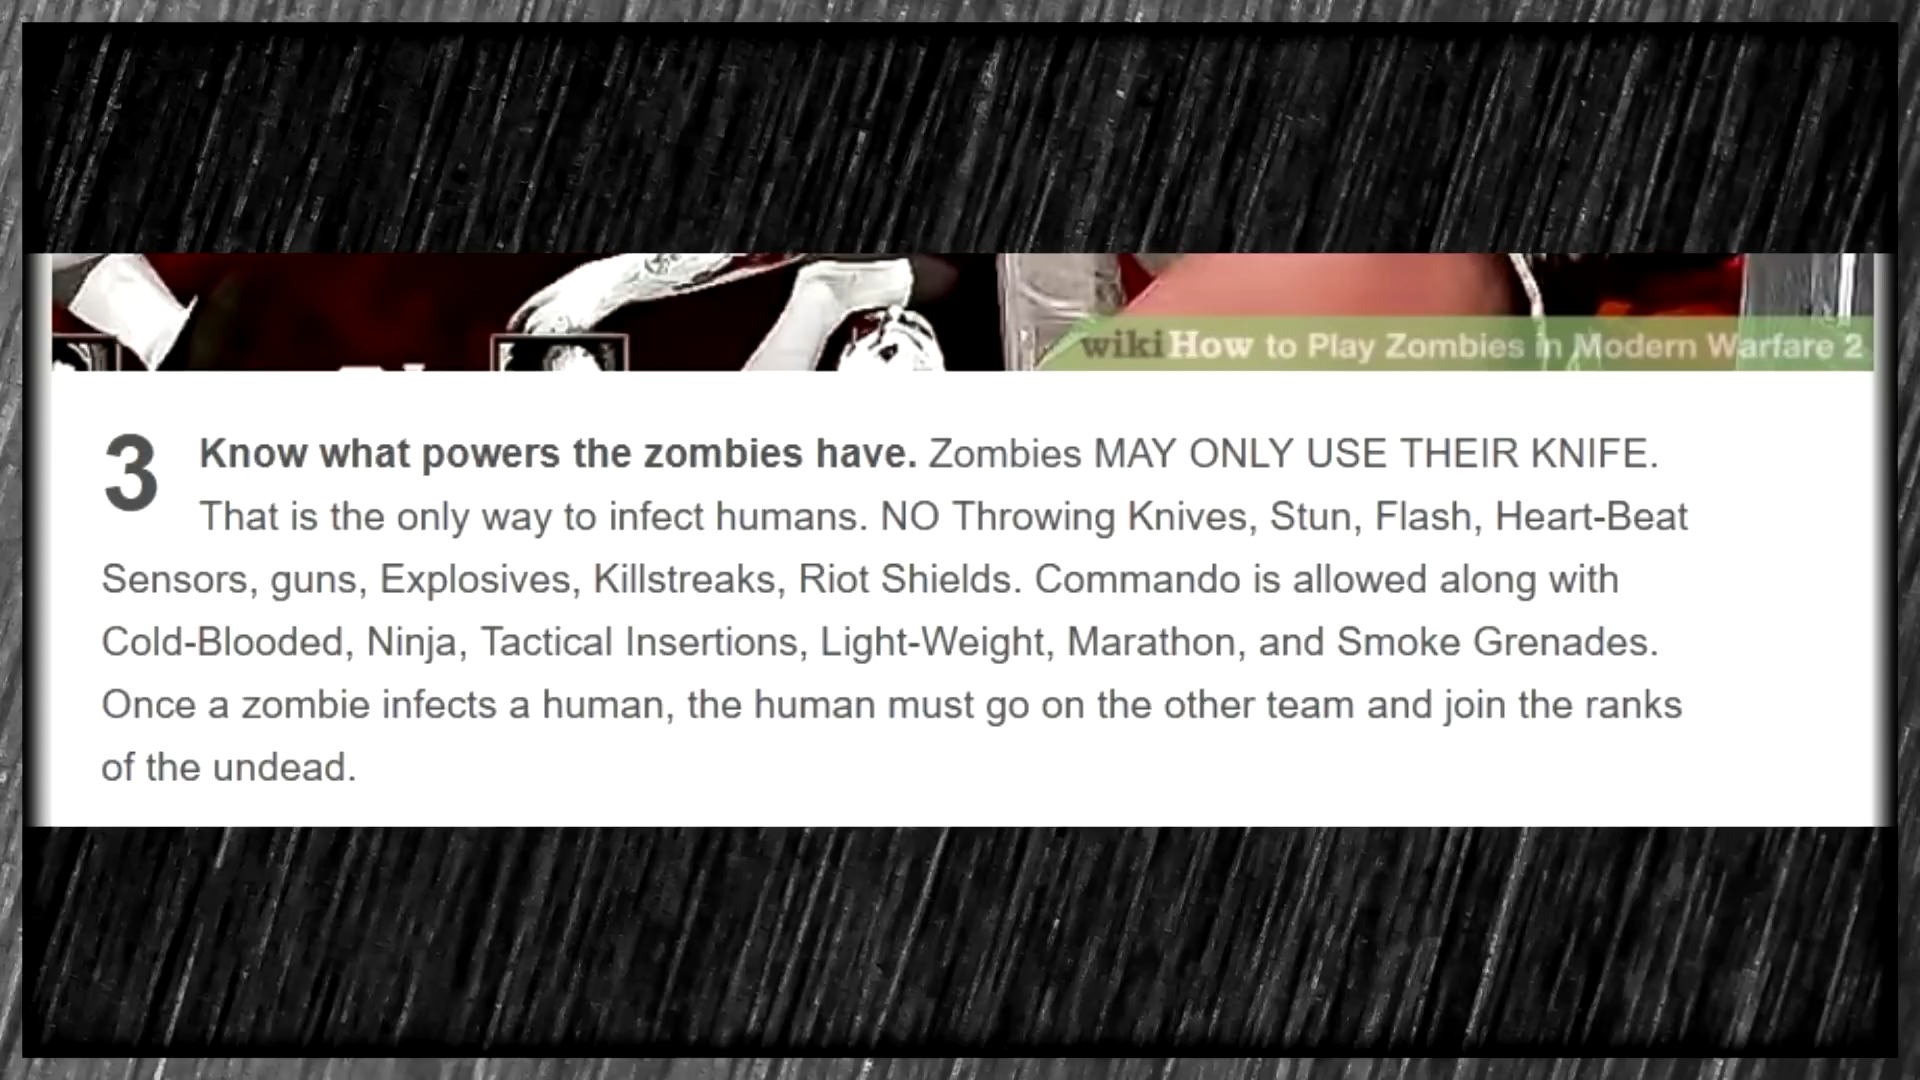 wikiHow to Play Zombies in Modern Warfare 2
3 Know what powers the zombies have. Zombies MAY ONLY USE THEIR KNIFE.
That is the only way to infect humans. NO Throwing Knives, Stun, Flash, Heart-Beat
Sensors, guns, Explosives, Killstreaks, Riot Shields. Commando is allowed along with
Cold-Blooded, Ninja, Tactical Insertions, Light-Weight, Marathon, and Smoke Grenades.
Once a zombie infects a human, the human must go on the other team and join the ranks
of the undead.